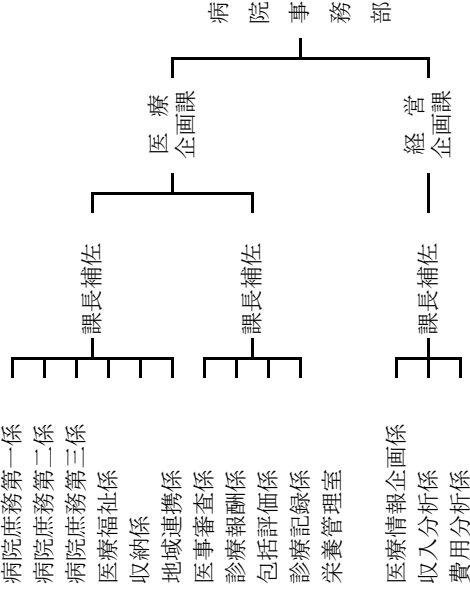 病院事務部
医療
企画課
経営
企画課
課長補佐
課長補佐
課長補佐
病院庶務第一係
病院庶務第二係
病院庶務第三係
医療福祉係
収納係
地域連携係
医事審査係
診療報酬係
包括評価係
診療記録係
栄養管理室
医療情報企画係
収入分析係
費用分析係